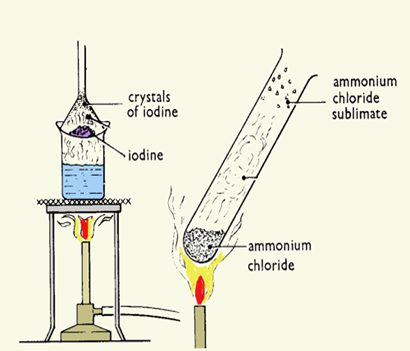 crystals
of iodine
iodine
ammonium
chloride
sublimate
ammonium
chloride